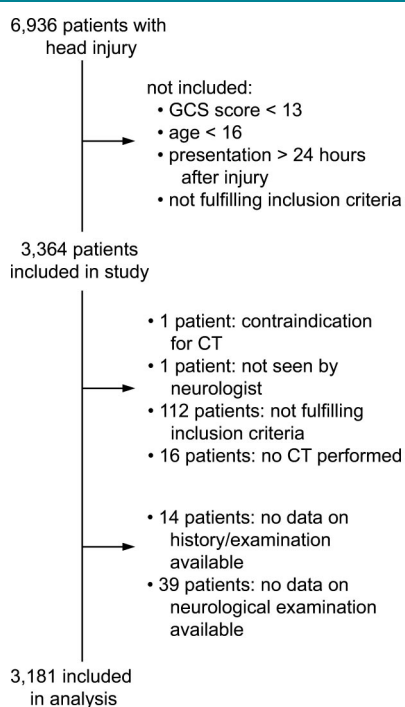 6,936 patients with
head injury
not included:
• GCS score < 13
• age < 16
• presentation > 24 hours
after injury
• not fulfilling inclusion criteria
3,364 patients
included in study
• 1 patient: contraindication
for CT
• 1 patient: not seen by
neurologist
• 112 patients: not fulfilling
inclusion criteria
• 16 patients: no CT performed
• 14 patients: no data on
history/examination
available
• 39 patients: no data on
neurological examination
available
3,181 included
in analysis